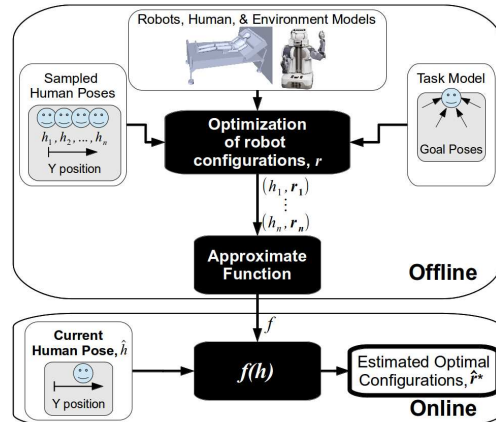 Robots, Human, & Environment Models
Sampled
Human Poses
h₁, h₂, ..., hₙ
Y position
Task Model
Goal Poses
Optimization
of robot
configurations, r
(h₁, r₁)
⋮
(hₙ, rₙ)
Approximate
Function
Offline
f
Current
Human Pose, ĥ
Y position
f(h)
Estimated Optimal
Configurations, r̂*
Online